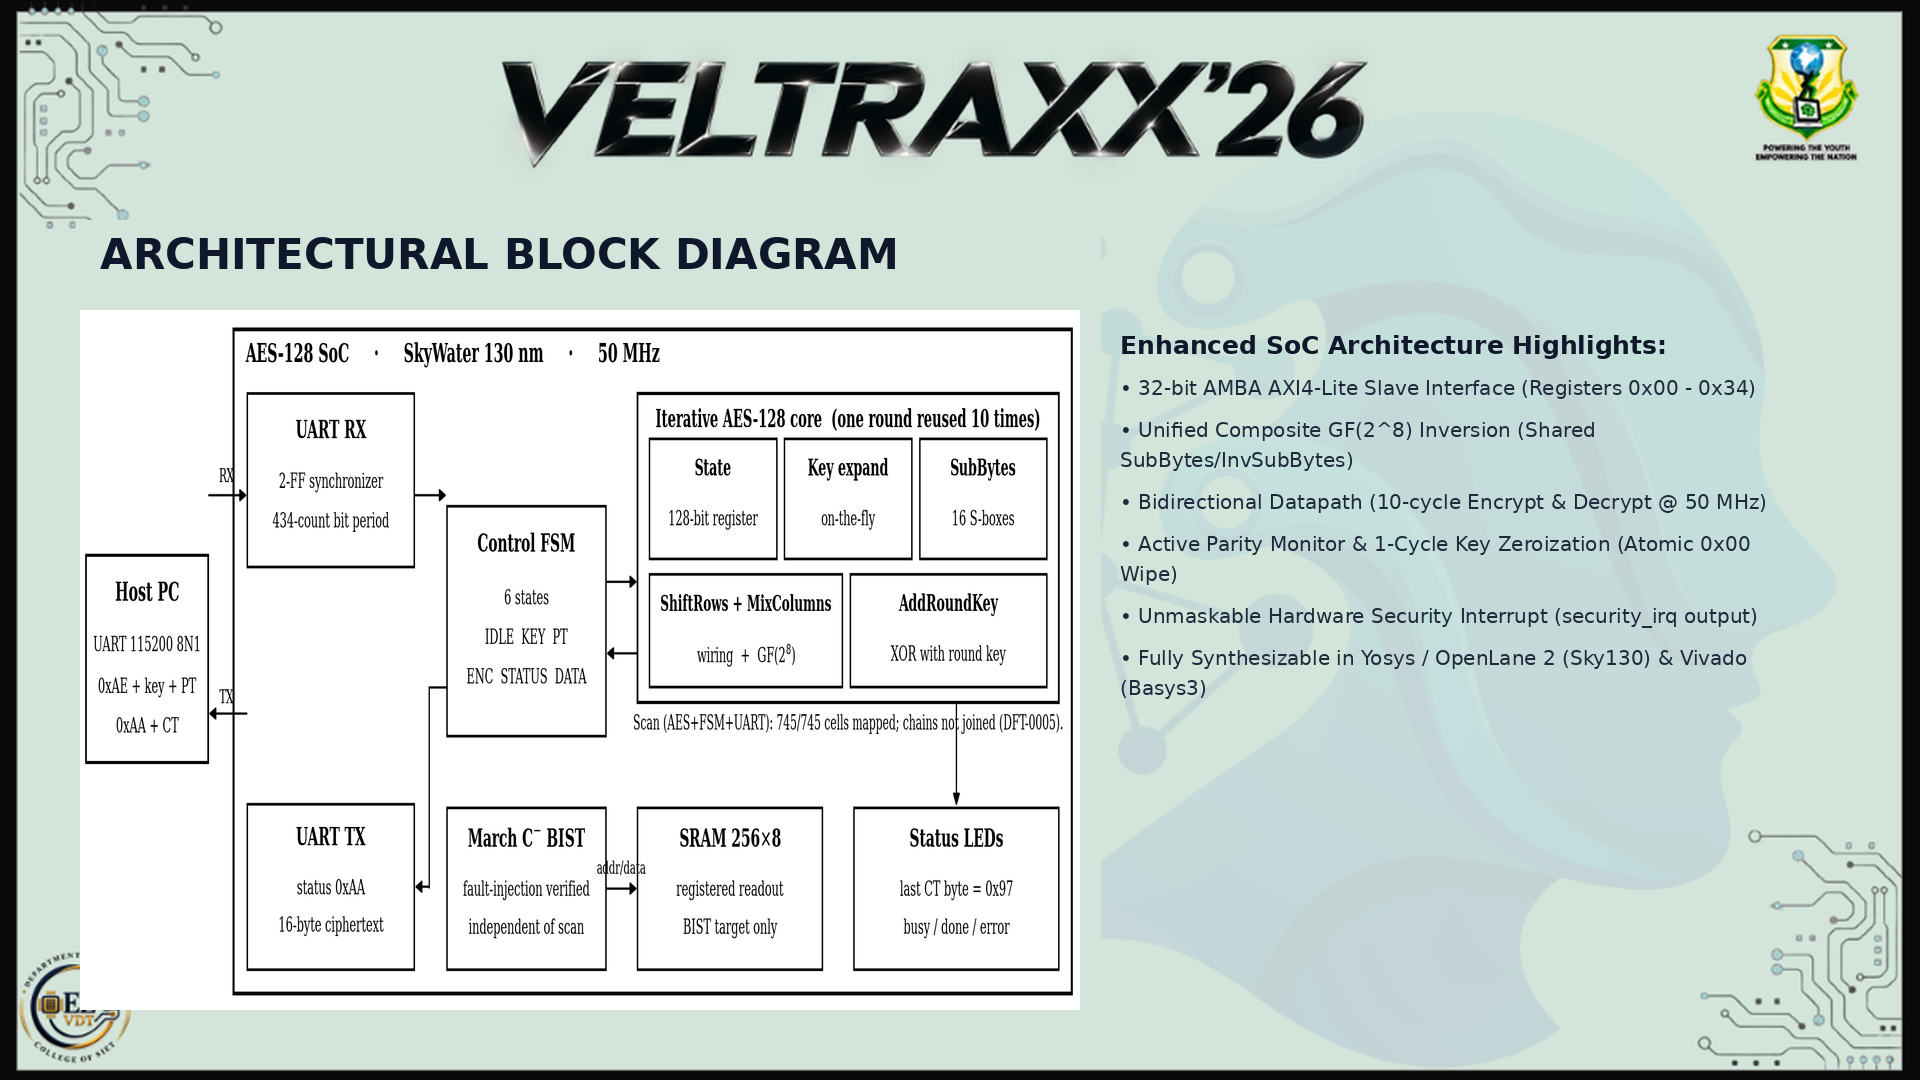 VELTRAXX'26
POWERING THE YOUTH
EMPOWERING THE NATION
ARCHITECTURAL BLOCK DIAGRAM
AES-128 SoC · SkyWater 130 nm · 50 MHz
UART RX
2-FF synchronizer
434-count bit period
RX
Host PC
UART 115200 8N1
0xAE + key + PT
0xAA + CT
TX
Control FSM
6 states
IDLE KEY PT
ENC STATUS DATA
Iterative AES-128 core (one round reused 10 times)
State
128-bit register
Key expand
on-the-fly
SubBytes
16 S-boxes
ShiftRows + MixColumns
wiring + GF(2⁸)
AddRoundKey
XOR with round key
Scan (AES+FSM+UART): 745/745 cells mapped; chains not joined (DFT-0005).
UART TX
status 0xAA
16-byte ciphertext
March C⁻ BIST
fault-injection verified
independent of scan
addr/data
SRAM 256×8
registered readout
BIST target only
Status LEDs
last CT byte = 0x97
busy / done / error
Enhanced SoC Architecture Highlights:
• 32-bit AMBA AXI4-Lite Slave Interface (Registers 0x00 - 0x34)
• Unified Composite GF(2^8) Inversion (Shared
SubBytes/InvSubBytes)
• Bidirectional Datapath (10-cycle Encrypt & Decrypt @ 50 MHz)
• Active Parity Monitor & 1-Cycle Key Zeroization (Atomic 0x00
Wipe)
• Unmaskable Hardware Security Interrupt (security_irq output)
• Fully Synthesizable in Yosys / OpenLane 2 (Sky130) & Vivado
(Basys3)
VDT
COLLEGE OF SIET